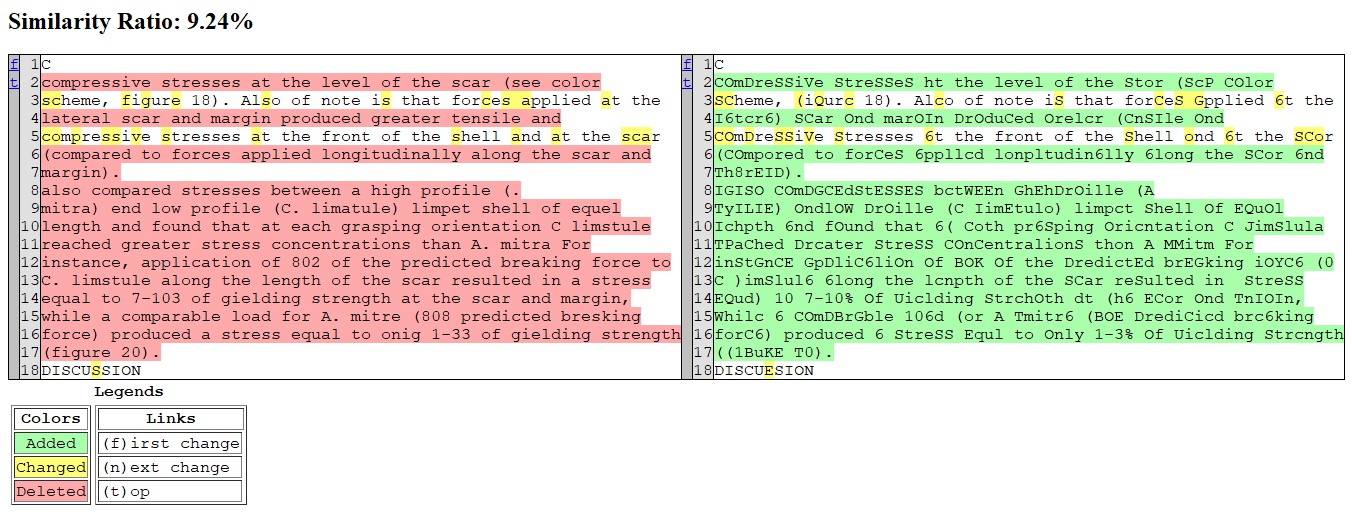 Similarity Ratio: 9.24%
f 1 C
t 2 compressive stresses at the level of the scar (see color
3 scheme, figure 18). Also of note is that forces applied at the
4 lateral scar and margin produced greater tensile and
5 compressive stresses at the front of the shell and at the scar
6 (compared to forces applied longitudinally along the scar and
7 margin).
8 also compared stresses between a high profile (.
9 mitra) end low profile (C. limatule) limpet shell of equel
10 length and found that at each grasping orientation C limstule
11 reached greater stress concentrations than A. mitra For
12 instance, application of 802 of the predicted breaking force to
13 C. limstule along the length of the scar resulted in a stress
14 equal to 7-103 of gielding strength at the scar and margin,
15 while a comparable load for A. mitre (808 predicted bresking
16 force) produced a stress equal to onig 1-33 of gielding strength
17 (figure 20).
18 DISCUSSION
f 1 C
t 2 COmDreSSiVe StreSSeS ht the level of the Stor (ScP COlor
3 SCheme, (iQurc 18). Alco of note iS that forCeS Gpplied 6t the
4 I6tcr6) SCar Ond marOIn DrOduCed Orelcr (CnSIle Ond
5 COmDreSSiVe Stresses 6t the front of the Shell ond 6t the SCor
6 (COmpored to forCeS 6ppllcd lonpltudin6lly 6long the SCor 6nd
7 Th8rEID).
8 IGISO COmDGCEdStESSES bctWEEn GhEhDrOille (A
9 TyILIE) OndlOW DrOille (C IimEtulo) limpct Shell Of EQuOl
10 Ichpth 6nd fOund that 6( Coth pr6Sping Oricntation C JimSlula
11 TPaChed Drcater StreSS COnCentralionS thon A MMitm For
12 inStGnCE GpDliC6liOn Of BOK Of the DredictEd brEGking iOYC6 (0
13 C )imSlul6 6long the lcnpth of the SCar reSulted in  StreSS
14 EQud) 10 7-10% Of Uiclding StrchOth dt (h6 ECor Ond TnIOIn,
15 Whilc 6 COmDBrGble 106d (or A Tmitr6 (BOE DrediCicd brc6king
16 forC6) produced 6 StreSS Equl to Only 1-3% Of Uiclding Strcngth
17 ((1BuKE T0).
18 DISCUESION
Legends
Colors
Added
Changed
Deleted
Links
(f)irst change
(n)ext change
(t)op